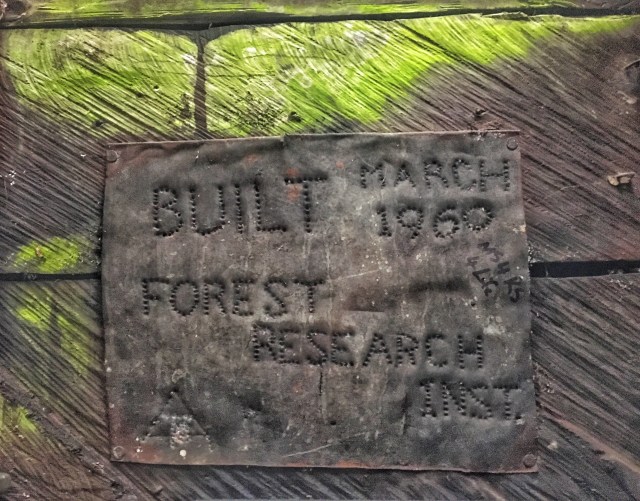 BUILT MARCH
1960
FOREST
RESEARCH
INST.